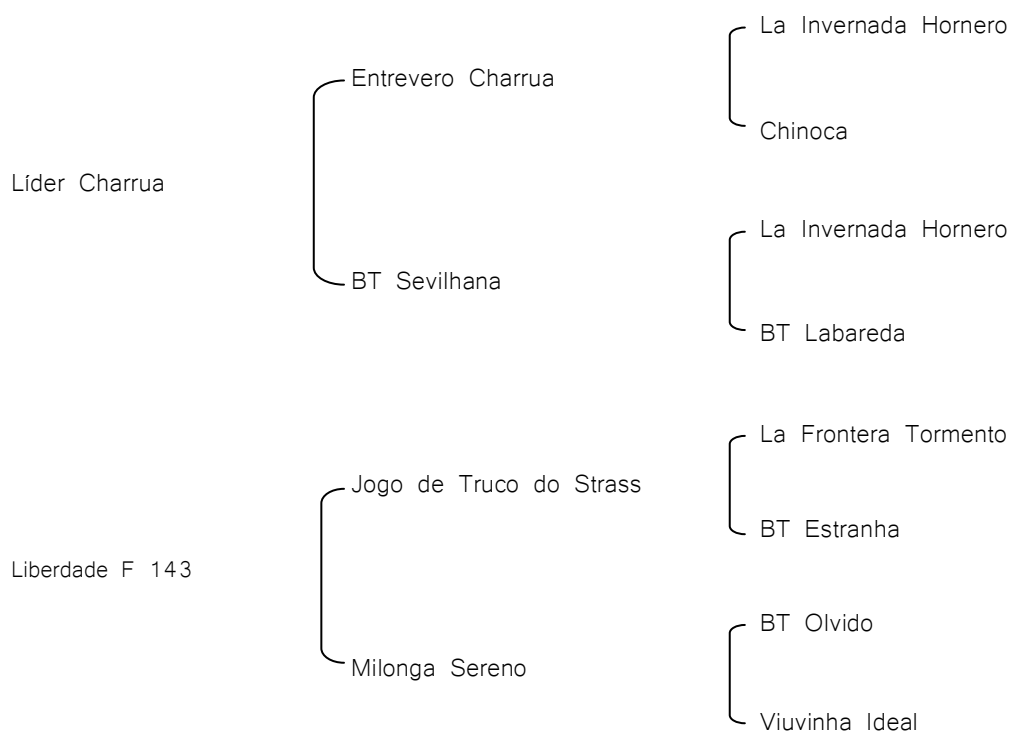 La Invernada Hornero
Entrevero Charrua
Chinoca
Líder Charrua
La Invernada Hornero
BT Sevilhana
BT Labareda
La Frontera Tormento
Jogo de Truco do Strass
BT Estranha
Liberdade F 143
BT Olvido
Milonga Sereno
Viuvinha Ideal